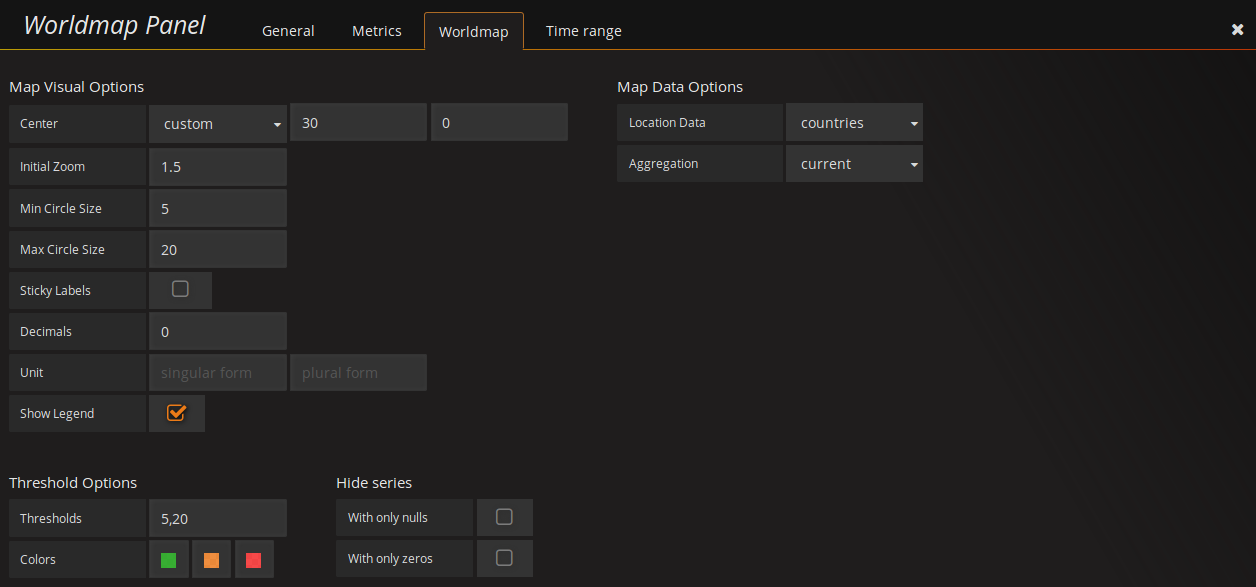 Worldmap Panel General Metrics Worldmap Time range
Map Visual Options
Center custom 30 0
Initial Zoom 1.5
Min Circle Size 5
Max Circle Size 20
Sticky Labels
Decimals 0
Unit singular form plural form
Show Legend
Map Data Options
Location Data countries
Aggregation current
Threshold Options
Thresholds 5,20
Colors
Hide series
With only nulls
With only zeros